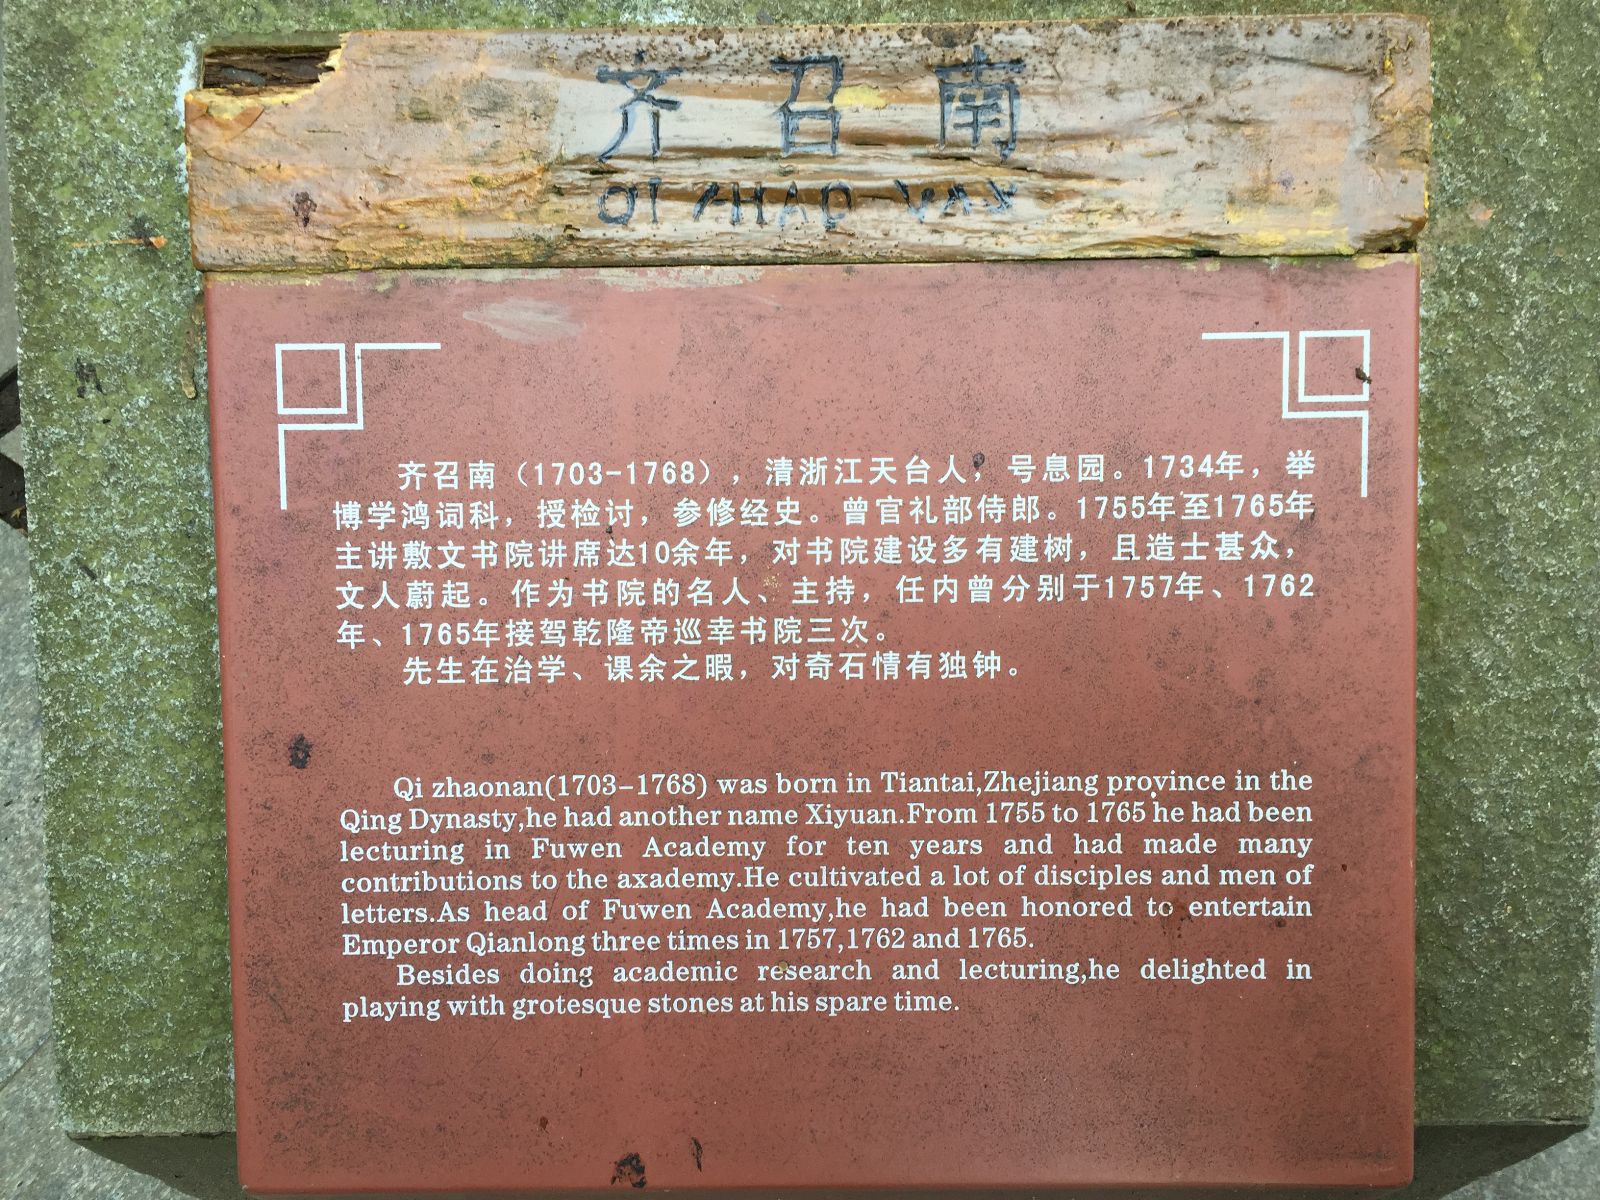 齐召南
QI ZHAO NAN
齐召南（1703-1768），清浙江天台人，号息园。1734年，举
博学鸿词科，授检讨，参修经史。曾官礼部侍郎。1755年至1765年
主讲敷文书院讲席达10余年，对书院建设多有建树，且造士甚众，
文人蔚起。作为书院的名人、主持，任内曾分别于1757年、1762
年、1765年接驾乾隆帝巡幸书院三次。
先生在治学、课余之暇，对奇石情有独钟。
Qi zhaonan(1703-1768) was born in Tiantai,Zhejiang province in the
Qing Dynasty,he had another name Xiyuan.From 1755 to 1765 he had been
lecturing in Fuwen Academy for ten years and had made many
contributions to the axademy.He cultivated a lot of disciples and men of
letters.As head of Fuwen Academy,he had been honored to entertain
Emperor Qianlong three times in 1757,1762 and 1765.
Besides doing academic research and lecturing,he delighted in
playing with grotesque stones at his spare time.